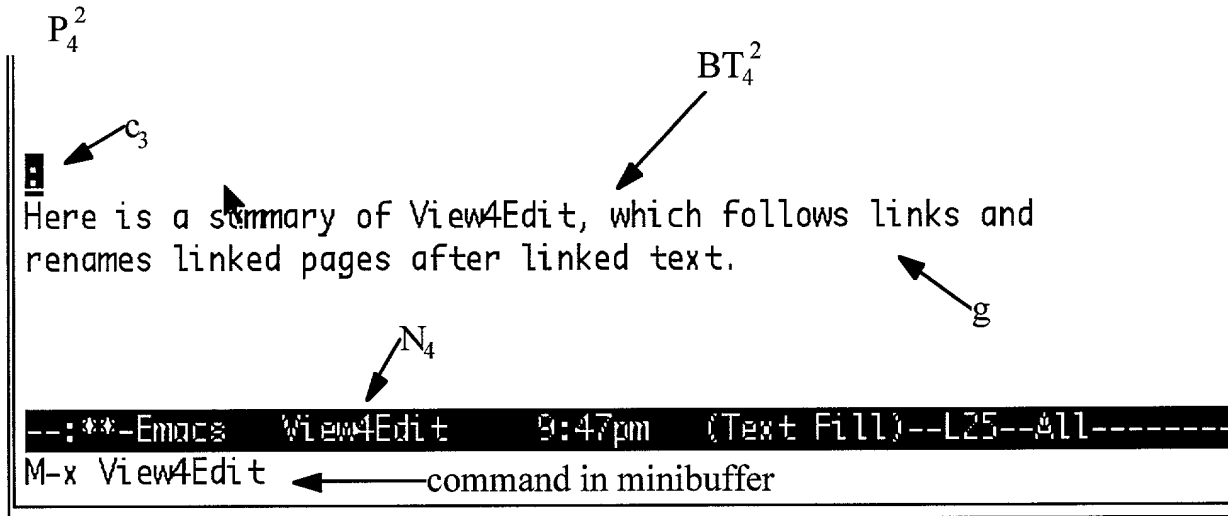 P₄²
BT₄²
c₃
:
Here is a summary of View4Edit, which follows links and
renames linked pages after linked text.
g
N₄
--:**-Emacs View4Edit 9:47pm (Text Fill)--L25--All--------
M-x View4Edit
command in minibuffer